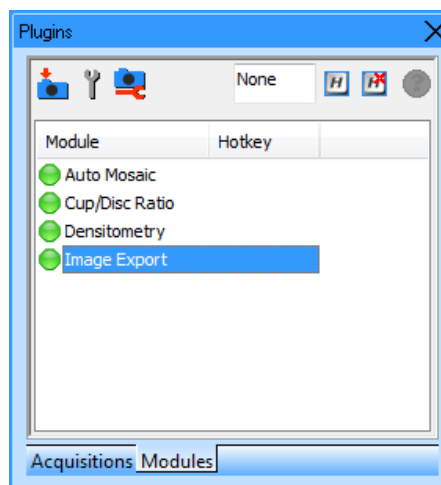 Plugins
None
H H ?
Module Hotkey
Auto Mosaic
Cup/Disc Ratio
Densitometry
Image Export
Acquisitions Modules